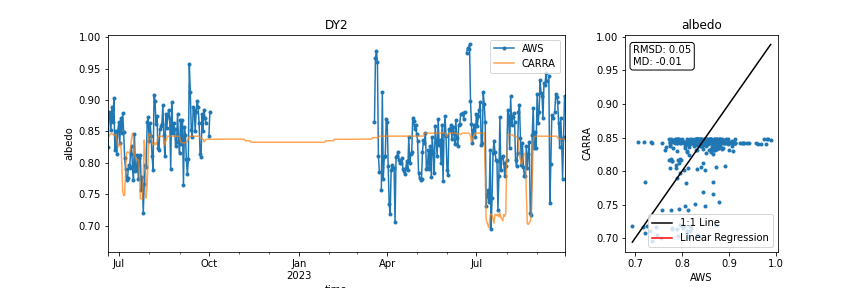 DY2
albedo
1.00
0.95
0.90
0.85
0.80
0.75
0.70
albedo
AWS
CARRA
Jul
Oct
Jan
2023
Apr
Jul
albedo
1.00
0.95
0.90
0.85
0.80
0.75
0.70
CARRA
RMSD: 0.05
MD: -0.01
1:1 Line
Linear Regression
0.7
0.8
0.9
1.0
AWS